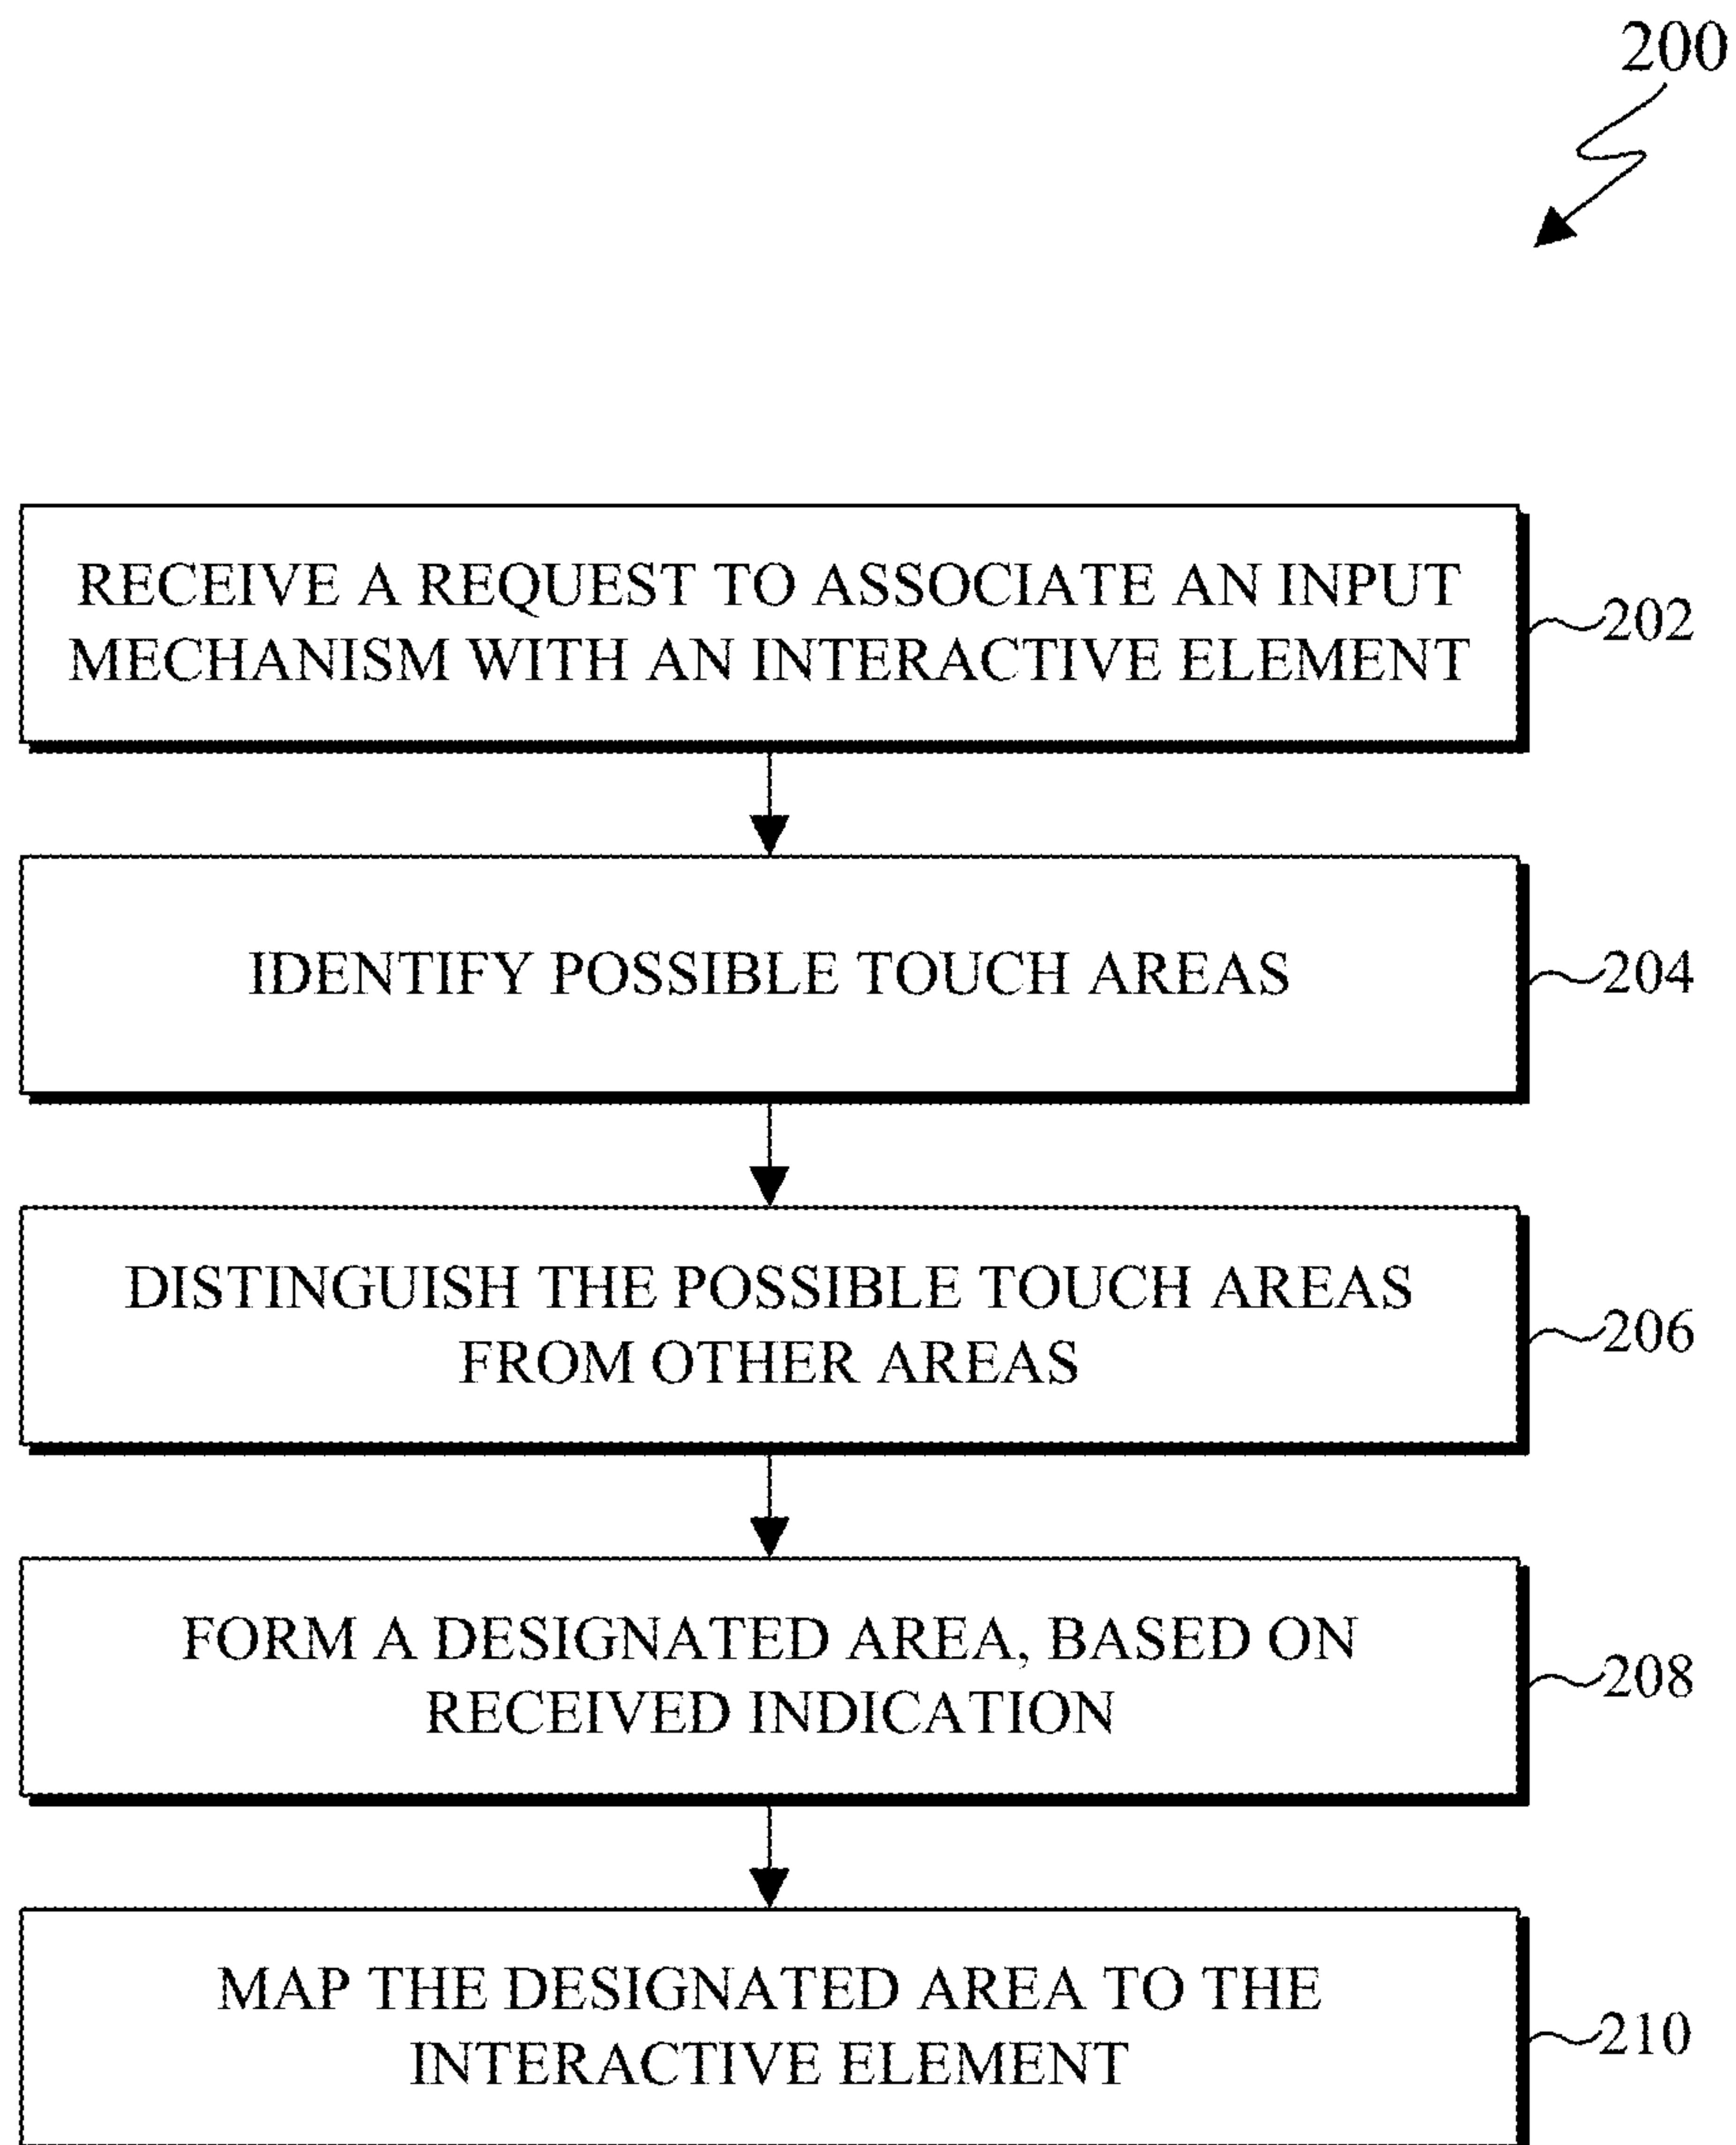 200
RECEIVE A REQUEST TO ASSOCIATE AN INPUT
MECHANISM WITH AN INTERACTIVE ELEMENT
202
IDENTIFY POSSIBLE TOUCH AREAS
204
DISTINGUISH THE POSSIBLE TOUCH AREAS
FROM OTHER AREAS
206
FORM A DESIGNATED AREA, BASED ON
RECEIVED INDICATION
208
MAP THE DESIGNATED AREA TO THE
INTERACTIVE ELEMENT
210